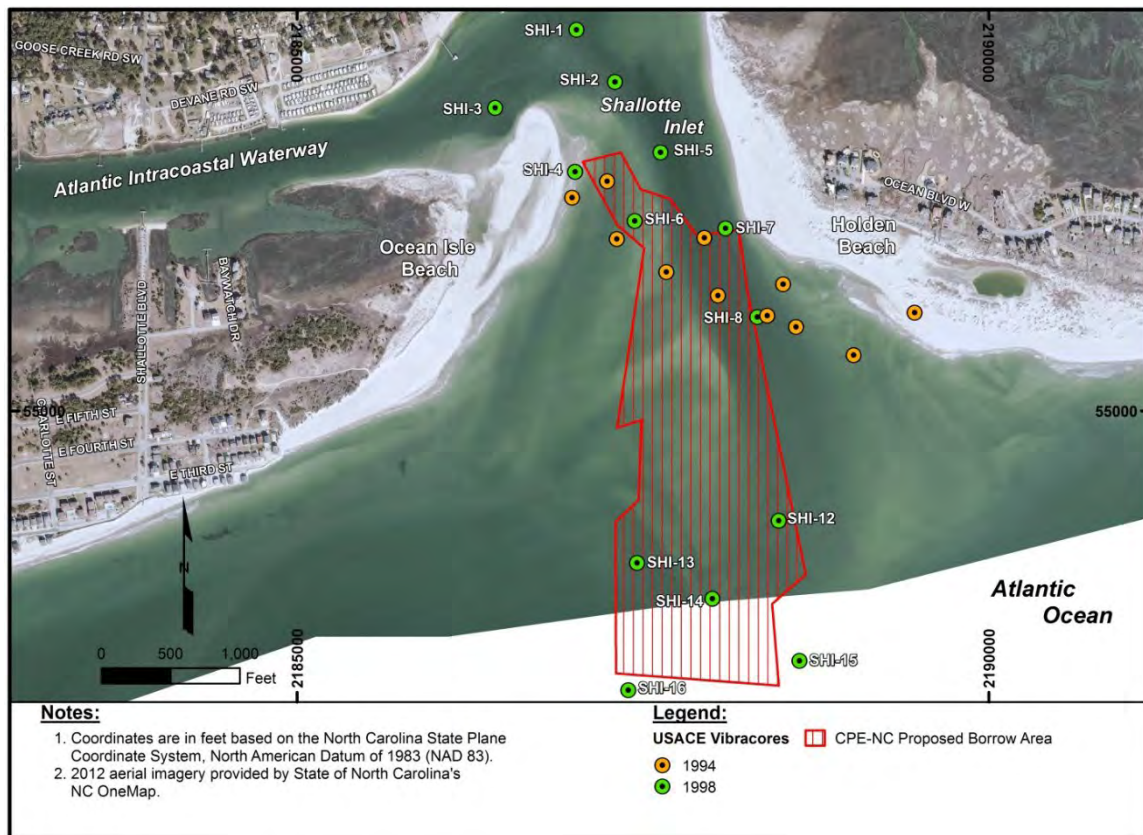 SHI-1
2185000
2190000
GOOSE CREEK RD SW
SHI-2
DEVANE RD SW
SHI-3
Shallotte
Inlet
SHI-5
Atlantic Intracoastal Waterway
SHI-4
OCEAN BLVD W
SHI-6
SHI-7
Holden
Beach
Ocean Isle
Beach
SHALLOTTE BLVD
BAYWATCH DR
SHI-8
55000
55000
CHARLOTTE ST
E FIFTH ST
E FOURTH ST
E THIRD ST
SHI-12
SHI-13
N
SHI-14
Atlantic
Ocean
0 500 1,000
Feet
2185000
2190000
SHI-15
SHI-16
Notes:
1. Coordinates are in feet based on the North Carolina State Plane
Coordinate System, North American Datum of 1983 (NAD 83).
2. 2012 aerial imagery provided by State of North Carolina's
NC OneMap.
Legend:
USACE Vibracores
CPE-NC Proposed Borrow Area
1994
1998